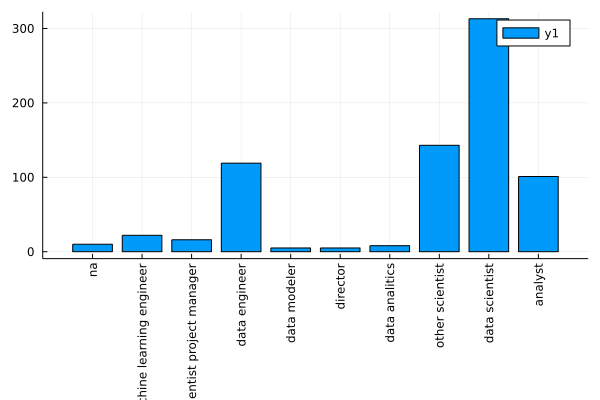 300
200
100
0
y1
na
chine learning engineer
entist project manager
data engineer
data modeler
director
data analitics
other scientist
data scientist
analyst